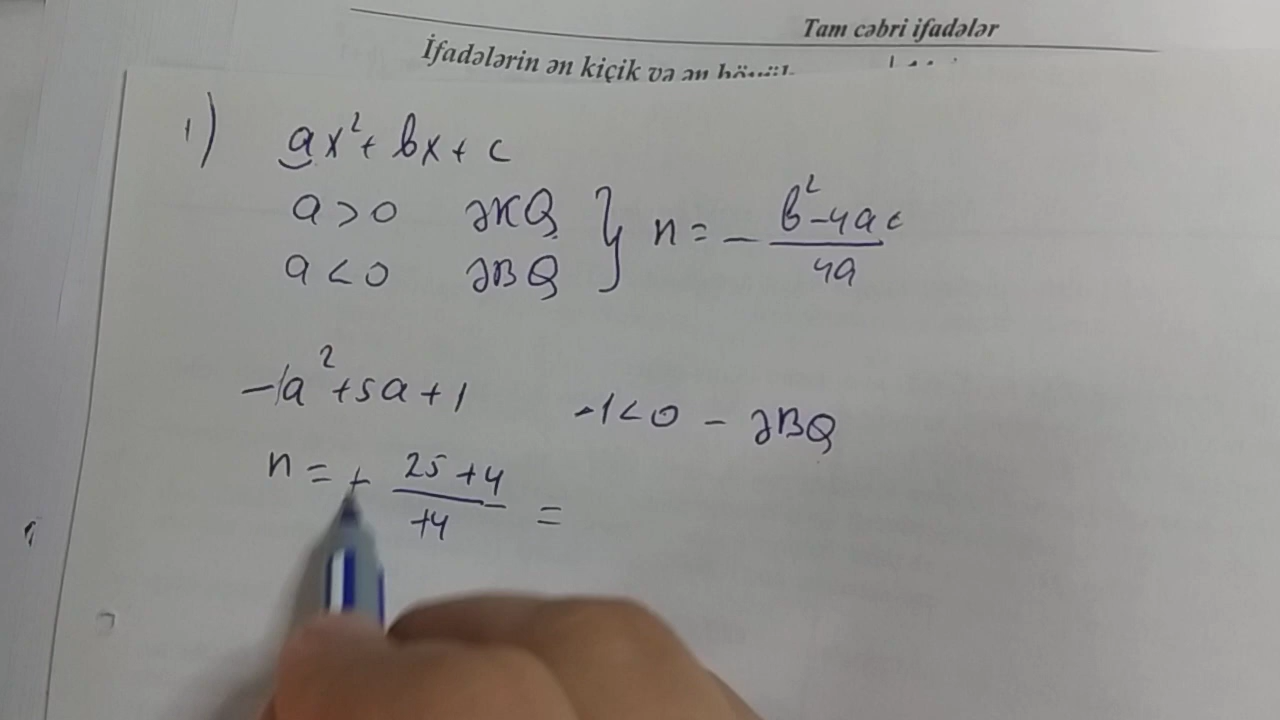 Tam cəbri ifadələr
İfadələrin ən kiçik və ən böyük
1) ax² + bx + c
a > 0 ƏKQ
a < 0 ƏBQ
} n = - (b² - 4ac) / 4a
-1a² + 5a + 1 -1 < 0 - ƏBQ
n = + (25 + 4) / +4 =